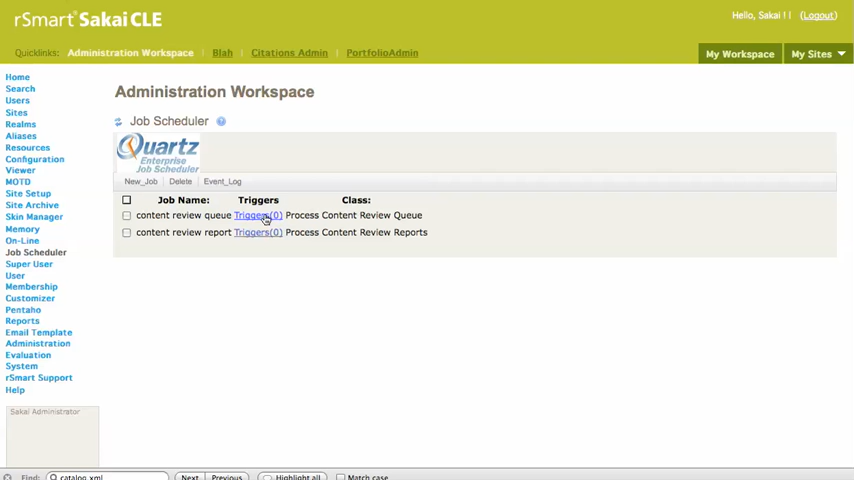 rSmart Sakai CLE
Hello, Sakai ! | (Logout)
Quicklinks: Administration Workspace | Blah | Citations Admin | PortfolioAdmin
My Workspace
My Sites
Home
Search
Users
Sites
Realms
Aliases
Resources
Configuration
Viewer
MOTD
Site Setup
Site Archive
Skin Manager
Memory
On-Line
Job Scheduler
Super User
User
Membership
Customizer
Pentaho
Reports
Email Template
Administration
Evaluation
System
rSmart Support
Help
Sakai Administrator
Administration Workspace
Job Scheduler
Quartz
Enterprise
Job Scheduler
New_Job | Delete | Event_Log
Job Name: Triggers Class:
content review queue Triggers(0) Process Content Review Queue
content review report Triggers(0) Process Content Review Reports
Find: catalog.xml Next Previous Highlight all Match case